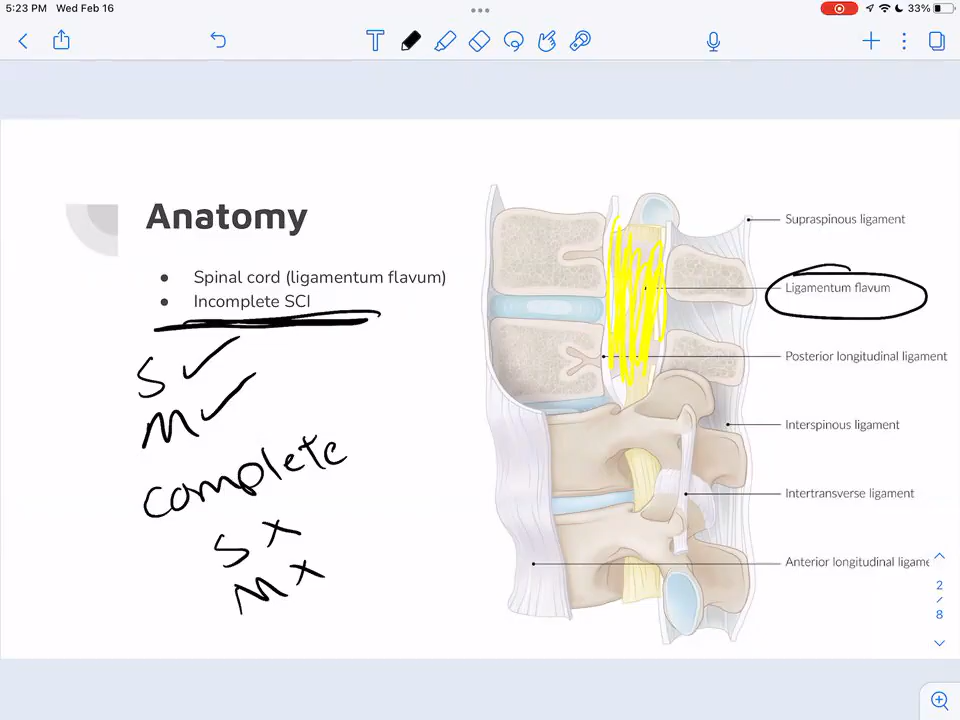 5:23 PM Wed Feb 16
33%
Anatomy
Spinal cord (ligamentum flavum)
Incomplete SCI
S ✓
M ✓
complete
S x
M x
Supraspinous ligament
Ligamentum flavum
Posterior longitudinal ligament
Interspinous ligament
Intertransverse ligament
Anterior longitudinal ligame
2
/
8